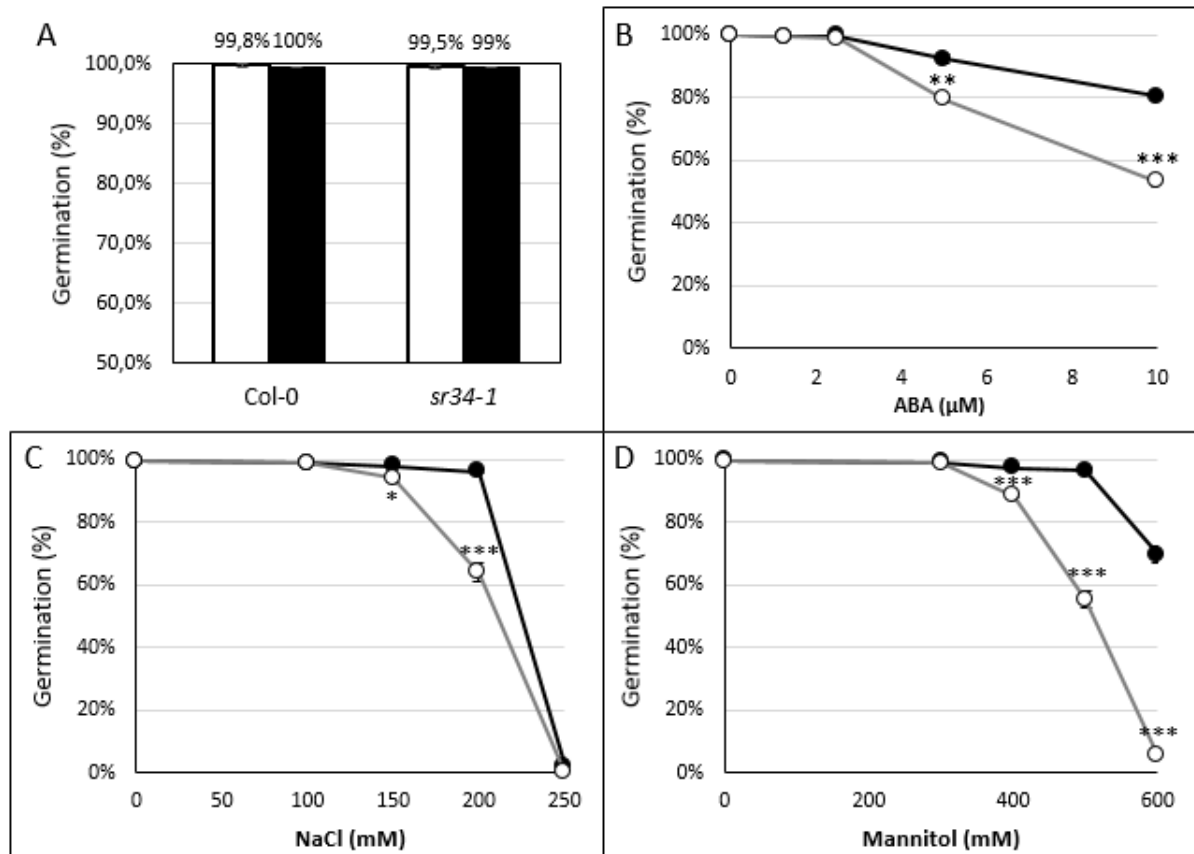 A
99,8% 100%
99,5% 99%
Germination (%)
100,0%
90,0%
80,0%
70,0%
60,0%
50,0%
Col-0
sr34-1
B
Germination (%)
100%
80%
60%
40%
20%
0%
**
***
0 2 4 6 8 10
ABA (µM)
C
Germination (%)
100%
80%
60%
40%
20%
0%
*
***
0 50 100 150 200 250
NaCl (mM)
D
Germination (%)
100%
80%
60%
40%
20%
0%
***
***
***
0 200 400 600
Mannitol (mM)